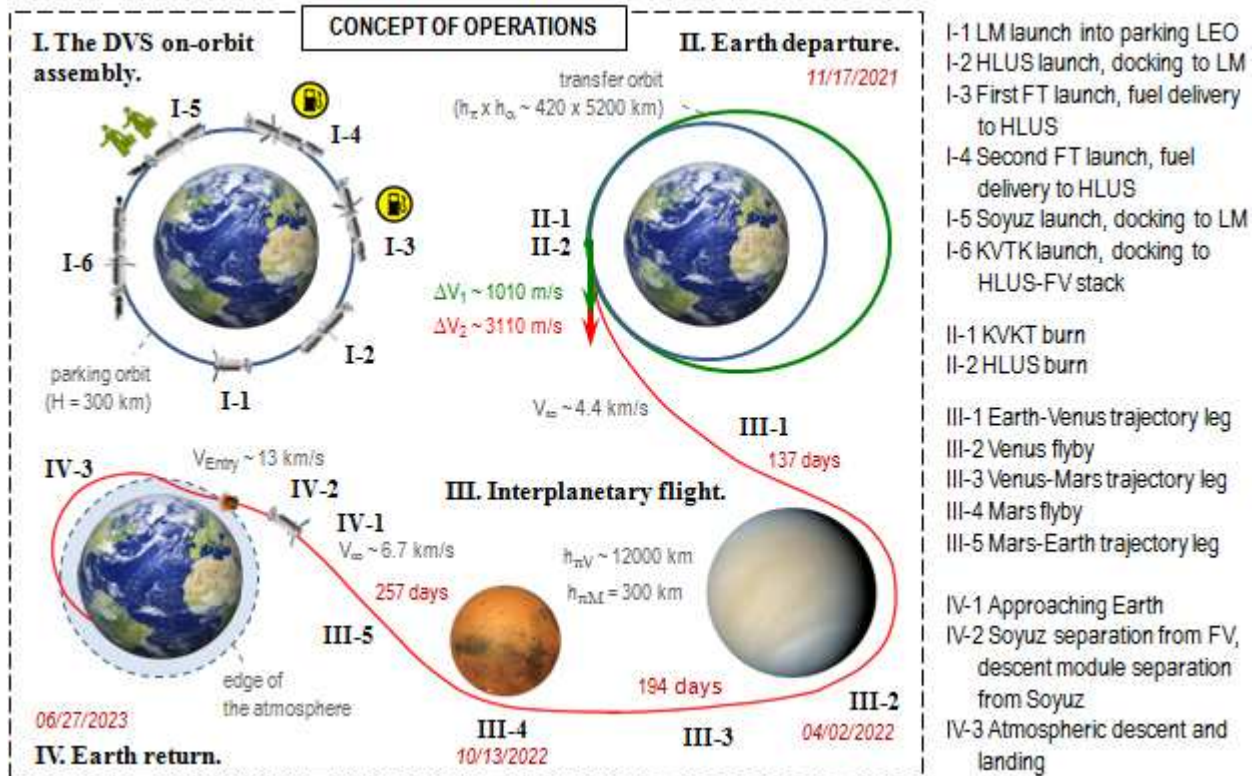 CONCEPT OF OPERATIONS
I. The DVS on-orbit
assembly.
I-5
I-4
I-3
I-6
I-2
I-1
parking orbit
(H = 300 km)
II. Earth departure.
11/17/2021
transfer orbit
(hπ x hα ~ 420 x 5200 km)
II-1
II-2
ΔV1 ~ 1010 m/s
ΔV2 ~ 3110 m/s
V∞ ~ 4.4 km/s
III-1
137 days
III. Interplanetary flight.
hπV ~ 12000 km
hπM = 300 km
III-2
04/02/2022
194 days
III-3
III-4
10/13/2022
257 days
III-5
IV-1
V∞ ~ 6.7 km/s
IV-2
VEntry ~ 13 km/s
IV-3
edge of
the atmosphere
06/27/2023
IV. Earth return.
I-1 LM launch into parking LEO
I-2 HLUS launch, docking to LM
I-3 First FT launch, fuel delivery
to HLUS
I-4 Second FT launch, fuel
delivery to HLUS
I-5 Soyuz launch, docking to LM
I-6 KVTK launch, docking to
HLUS-FV stack
II-1 KVKT burn
II-2 HLUS burn
III-1 Earth-Venus trajectory leg
III-2 Venus flyby
III-3 Venus-Mars trajectory leg
III-4 Mars flyby
III-5 Mars-Earth trajectory leg
IV-1 Approaching Earth
IV-2 Soyuz separation from FV,
descent module separation
from Soyuz
IV-3 Atmospheric descent and
landing